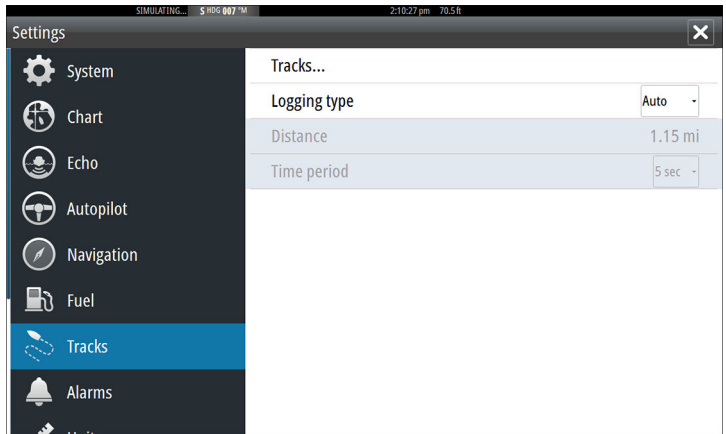 SIMULATING... S HDG 007 °M 2:10:27 pm 70.5 ft
Settings
System
Chart
Echo
Autopilot
Navigation
Fuel
Tracks
Alarms
Tracks...
Logging type Auto
Distance 1.15 mi
Time period 5 sec